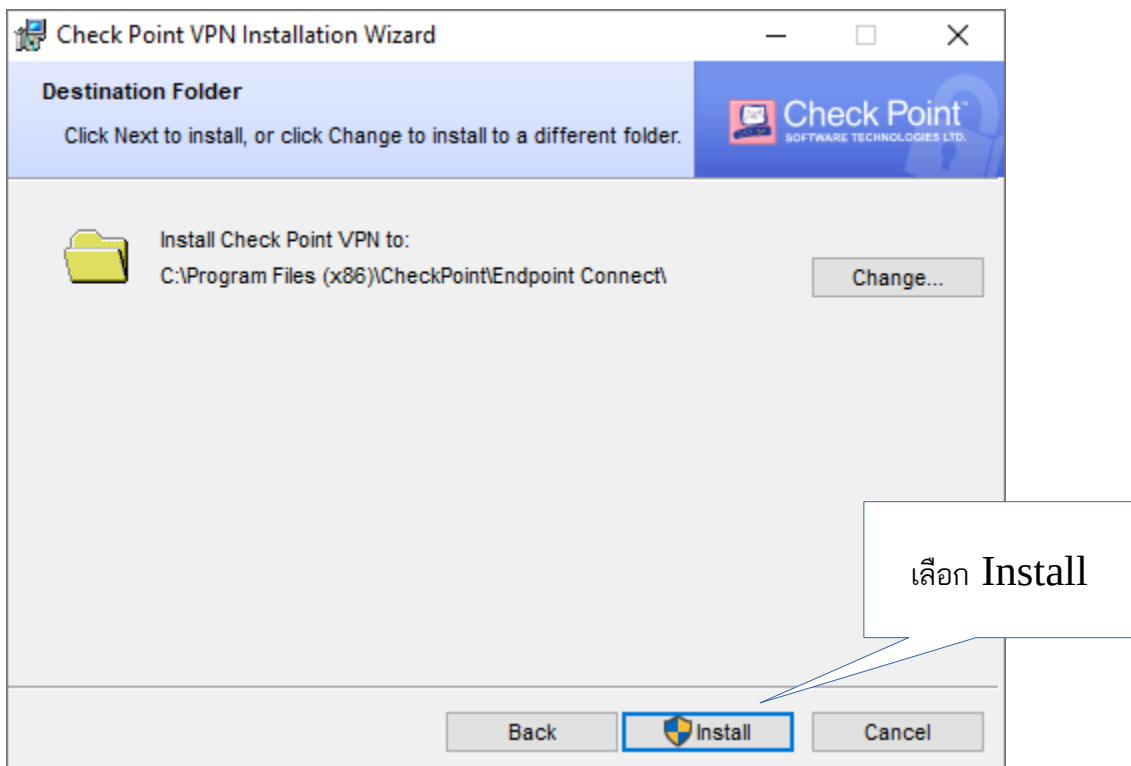 Check Point VPN Installation Wizard
Destination Folder
Click Next to install, or click Change to install to a different folder.
Check Point™
SOFTWARE TECHNOLOGIES LTD.
Install Check Point VPN to:
C:\Program Files (x86)\CheckPoint\Endpoint Connect\
Change...
เลือก Install
Back
Install
Cancel